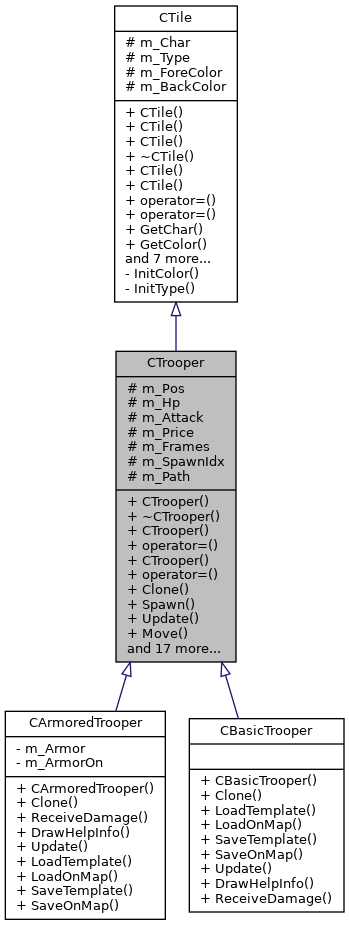 CTile
# m_Char
# m_Type
# m_ForeColor
# m_BackColor
+ CTile()
+ CTile()
+ CTile()
+ ~CTile()
+ CTile()
+ CTile()
+ operator=()
+ operator=()
+ GetChar()
+ GetColor()
and 7 more...
- InitColor()
- InitType()
CTrooper
# m_Pos
# m_Hp
# m_Attack
# m_Price
# m_Frames
# m_SpawnIdx
# m_Path
+ CTrooper()
+ ~CTrooper()
+ CTrooper()
+ operator=()
+ CTrooper()
+ operator=()
+ Clone()
+ Spawn()
+ Update()
+ Move()
and 17 more...
CArmoredTrooper
- m_Armor
- m_ArmorOn
+ CArmoredTrooper()
+ Clone()
+ ReceiveDamage()
+ DrawHelpInfo()
+ Update()
+ LoadTemplate()
+ LoadOnMap()
+ SaveTemplate()
+ SaveOnMap()
CBasicTrooper
+ CBasicTrooper()
+ Clone()
+ LoadTemplate()
+ LoadOnMap()
+ SaveTemplate()
+ SaveOnMap()
+ Update()
+ DrawHelpInfo()
+ ReceiveDamage()